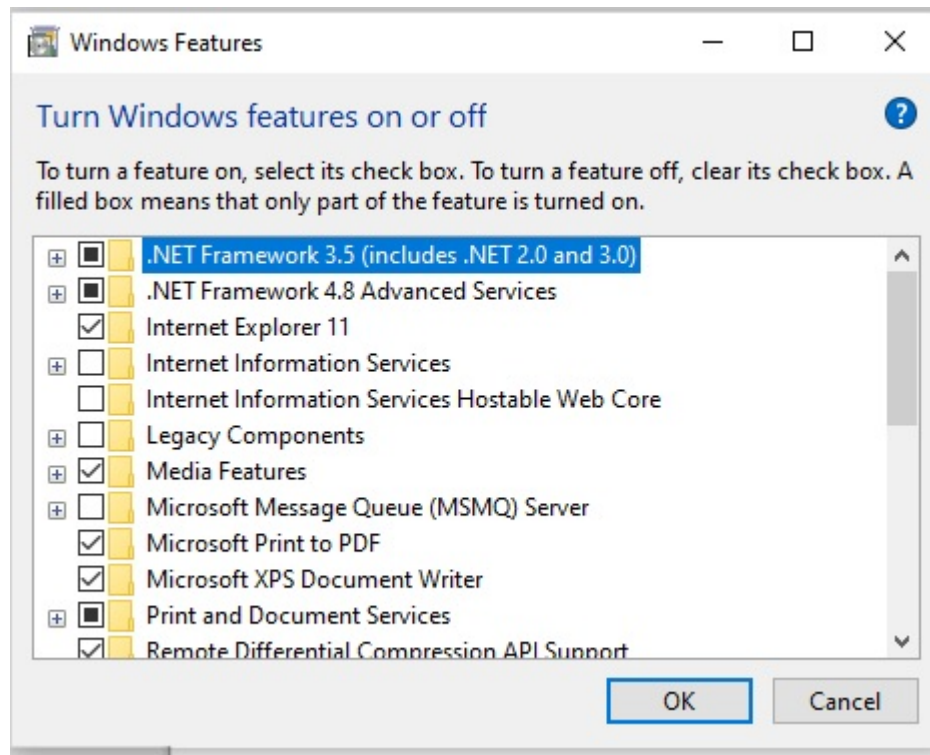 Windows Features
Turn Windows features on or off
To turn a feature on, select its check box. To turn a feature off, clear its check box. A
filled box means that only part of the feature is turned on.
.NET Framework 3.5 (includes .NET 2.0 and 3.0)
.NET Framework 4.8 Advanced Services
Internet Explorer 11
Internet Information Services
Internet Information Services Hostable Web Core
Legacy Components
Media Features
Microsoft Message Queue (MSMQ) Server
Microsoft Print to PDF
Microsoft XPS Document Writer
Print and Document Services
Remote Differential Compression API Support
OK Cancel